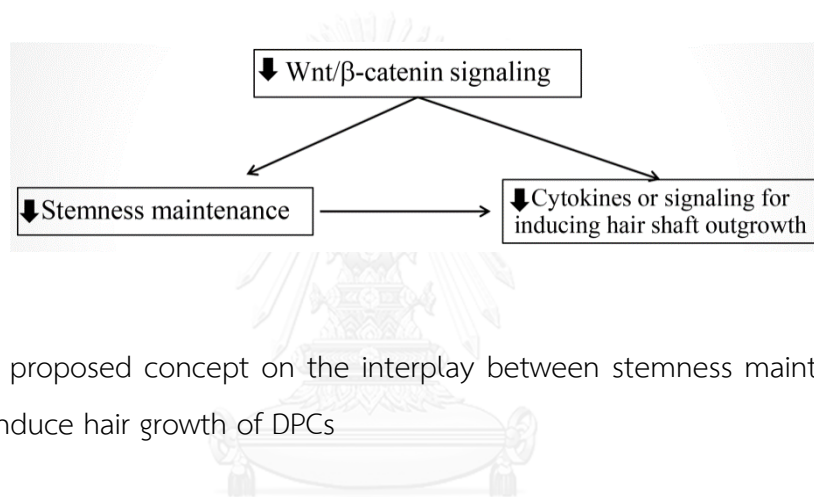 ⬇ Wnt/β-catenin signaling
⬇Stemness maintenance
⬇Cytokines or signaling for
inducing hair shaft outgrowth
proposed concept on the interplay between stemness maint
nduce hair growth of DPCs